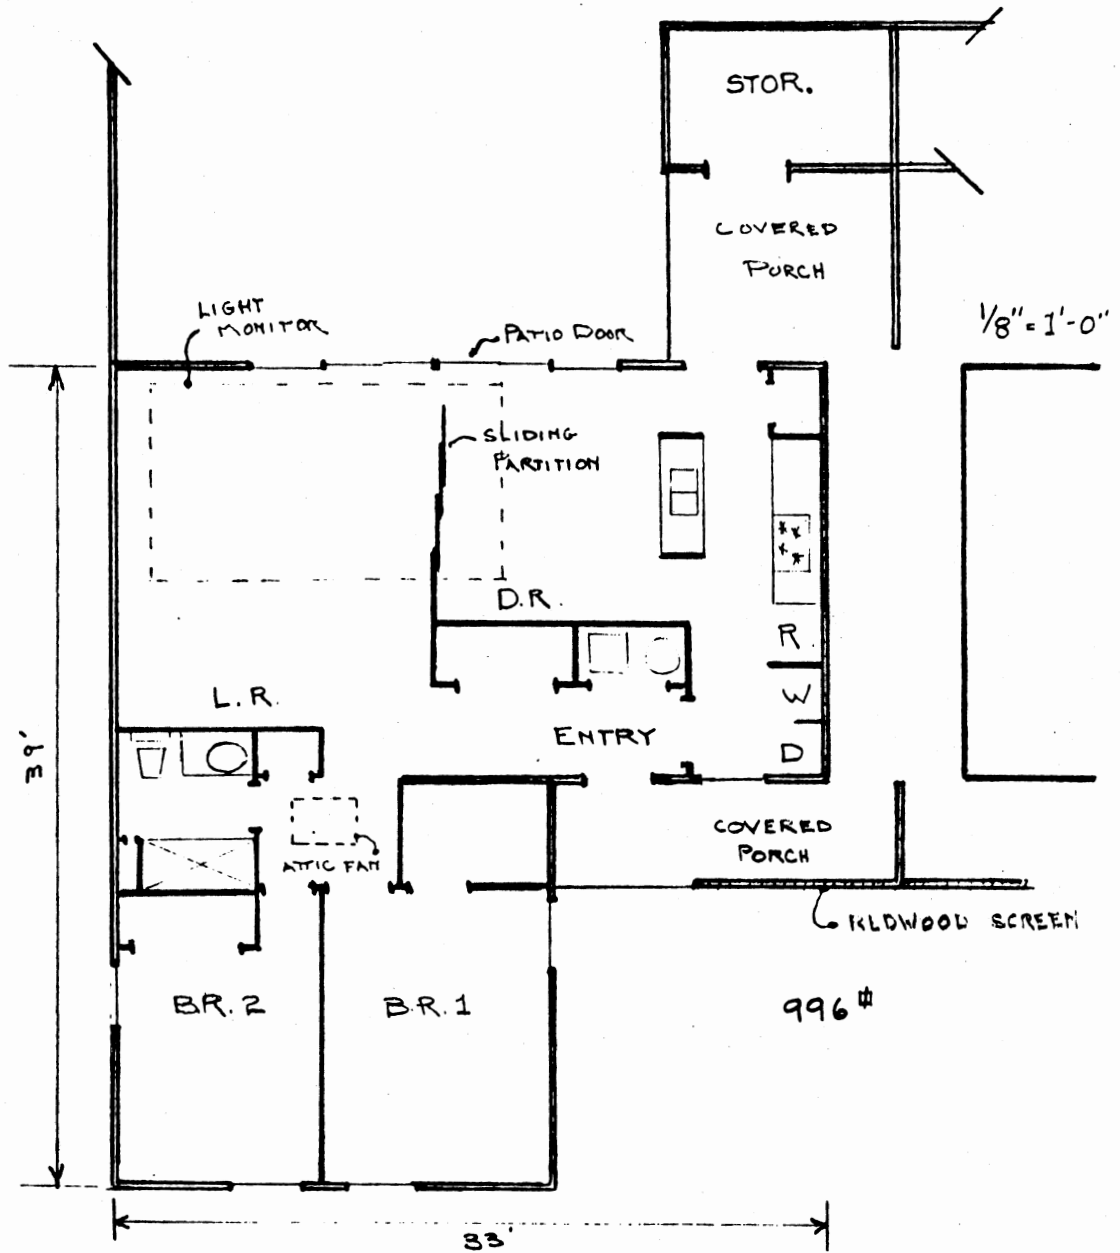 STOR.
COVERED
PORCH
LIGHT
MONITOR
PATIO DOOR
1/8" = 1'-0"
SLIDING
PARTITION
D.R.
R
L.R.
W
ENTRY
39'
D
COVERED
PORCH
ATTIC FAN
SCREEN
B.R. 2
B.R. 1
996 #
33'